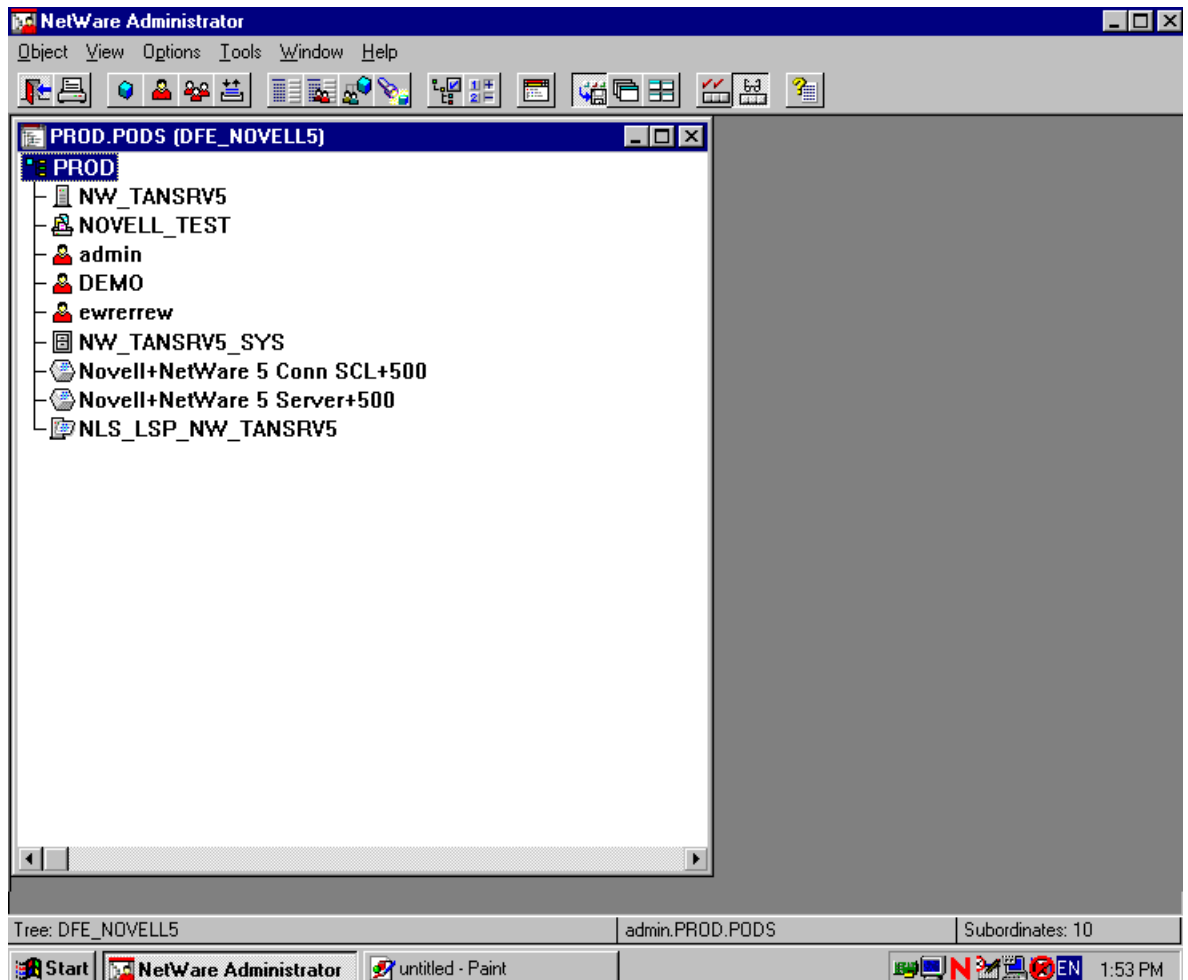 NetWare Administrator
Object View Options Tools Window Help
PROD.PODS (DFE_NOVELL5)
PROD
NW_TANSRV5
NOVELL_TEST
admin
DEMO
ewrerrew
NW_TANSRV5_SYS
Novell+NetWare 5 Conn SCL+500
Novell+NetWare 5 Server+500
NLS_LSP_NW_TANSRV5
Tree: DFE_NOVELL5 admin.PROD.PODS Subordinates: 10
Start NetWare Administrator untitled - Paint N EN 1:53 PM